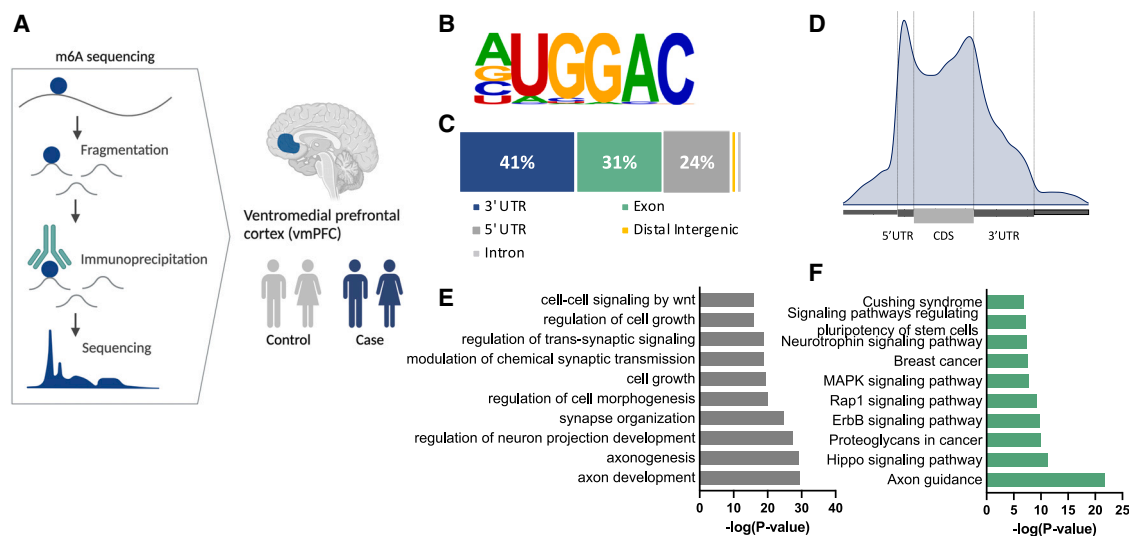 A
m6A sequencing
Fragmentation
Immunoprecipitation
Sequencing
Ventromedial prefrontal
cortex (vmPFC)
Control
Case
B
AUGGAC
G
C
U
C
41%
31%
24%
3' UTR
Exon
5' UTR
Distal Intergenic
Intron
D
5'UTR
CDS
3'UTR
E
cell-cell signaling by wnt
regulation of cell growth
regulation of trans-synaptic signaling
modulation of chemical synaptic transmission
cell growth
regulation of cell morphogenesis
synapse organization
regulation of neuron projection development
axonogenesis
axon development
0 10 20 30 40
-log(P-value)
F
Cushing syndrome
Signaling pathways regulating
pluripotency of stem cells
Neurotrophin signaling pathway
Breast cancer
MAPK signaling pathway
Rap1 signaling pathway
ErbB signaling pathway
Proteoglycans in cancer
Hippo signaling pathway
Axon guidance
0 5 10 15 20 25
-log(P-value)